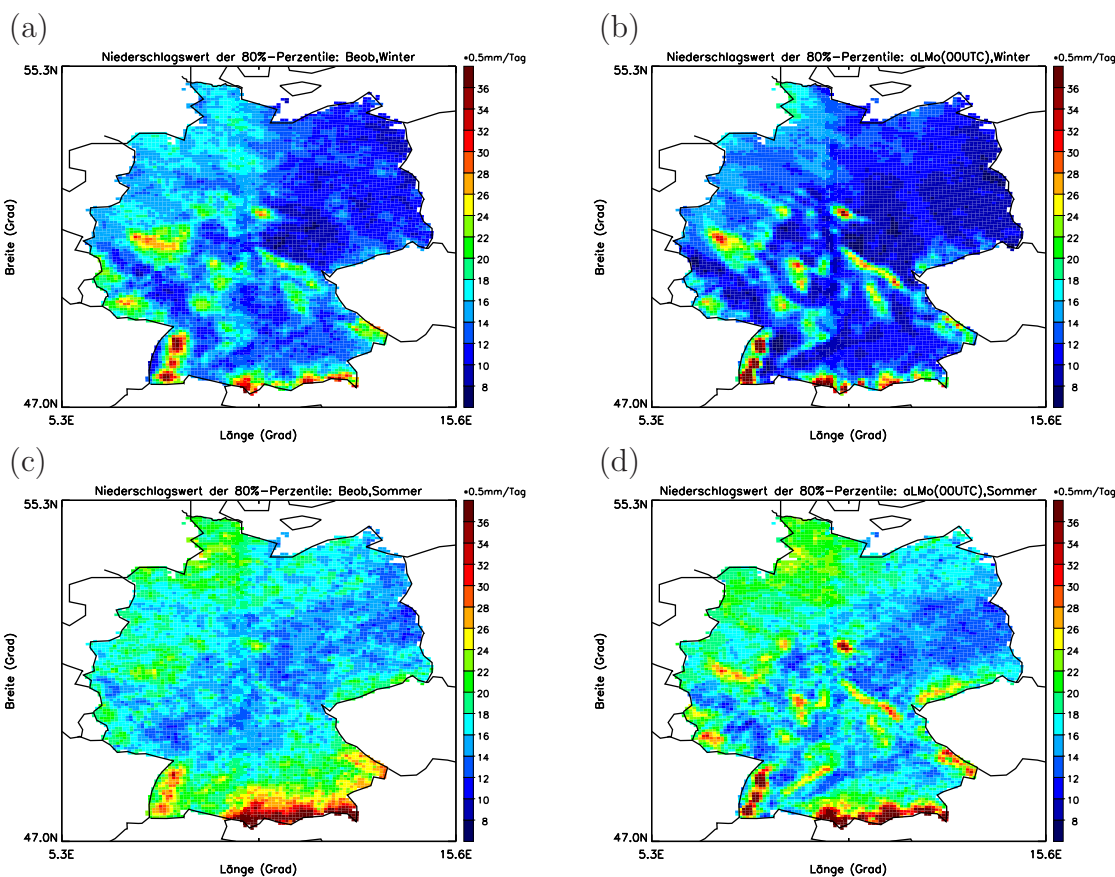 (a)
Niederschlagswert der 80%-Perzentile: Beob,Winter
*0.5mm/Tag
55.3N
Breite (Grad)
47.0N
5.3E
15.6E
Länge (Grad)
36
34
32
30
28
26
24
22
20
18
16
14
12
10
8
(b)
Niederschlagswert der 80%-Perzentile: aLMo(00UTC),Winter
*0.5mm/Tag
55.3N
Breite (Grad)
47.0N
5.3E
15.6E
Länge (Grad)
36
34
32
30
28
26
24
22
20
18
16
14
12
10
8
(c)
Niederschlagswert der 80%-Perzentile: Beob,Sommer
*0.5mm/Tag
55.3N
Breite (Grad)
47.0N
5.3E
15.6E
Länge (Grad)
36
34
32
30
28
26
24
22
20
18
16
14
12
10
8
(d)
Niederschlagswert der 80%-Perzentile: aLMo(00UTC),Sommer
*0.5mm/Tag
55.3N
Breite (Grad)
47.0N
5.3E
15.6E
Länge (Grad)
36
34
32
30
28
26
24
22
20
18
16
14
12
10
8